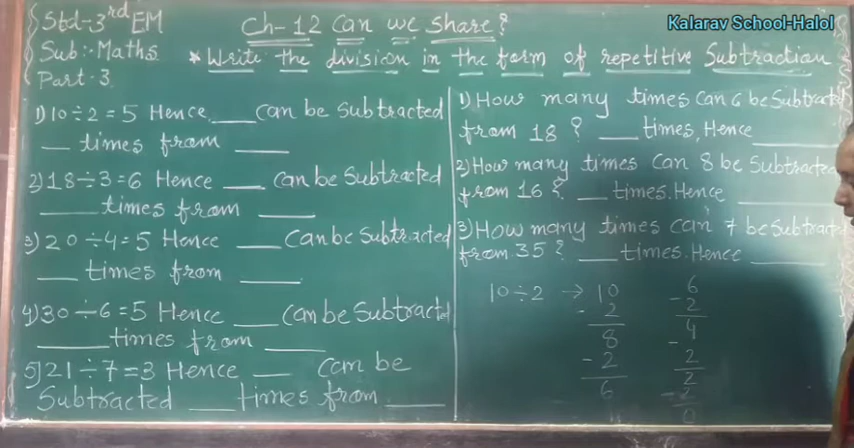 Std-3rd EM
Ch-12 Can we Share?
Kalarav School-Halol
Sub:-Maths
* Write the division in the form of repetitive Subtraction
Part-3
1) 10 ÷ 2 = 5 Hence ___ can be Subtracted
___ times from ___
2) 18 ÷ 3 = 6 Hence ___ can be Subtracted
___ times from ___
3) 20 ÷ 4 = 5 Hence ___ can be Subtracted
___ times from ___
4) 30 ÷ 6 = 5 Hence ___ can be Subtracted
___ times from ___
5) 21 ÷ 7 = 3 Hence ___ can be
Subtracted ___ times from ___
1) How many times can 6 be Subtracted
from 18 ? ___ times, Hence ___
2) How many times can 8 be Subtracted
from 16 ? ___ times. Hence ___
3) How many times can 7 be Subtracted
from 35 ? ___ times. Hence ___
10 ÷ 2 → 10
- 2
8
- 2
6
6
- 2
4
- 2
2
- 2
0